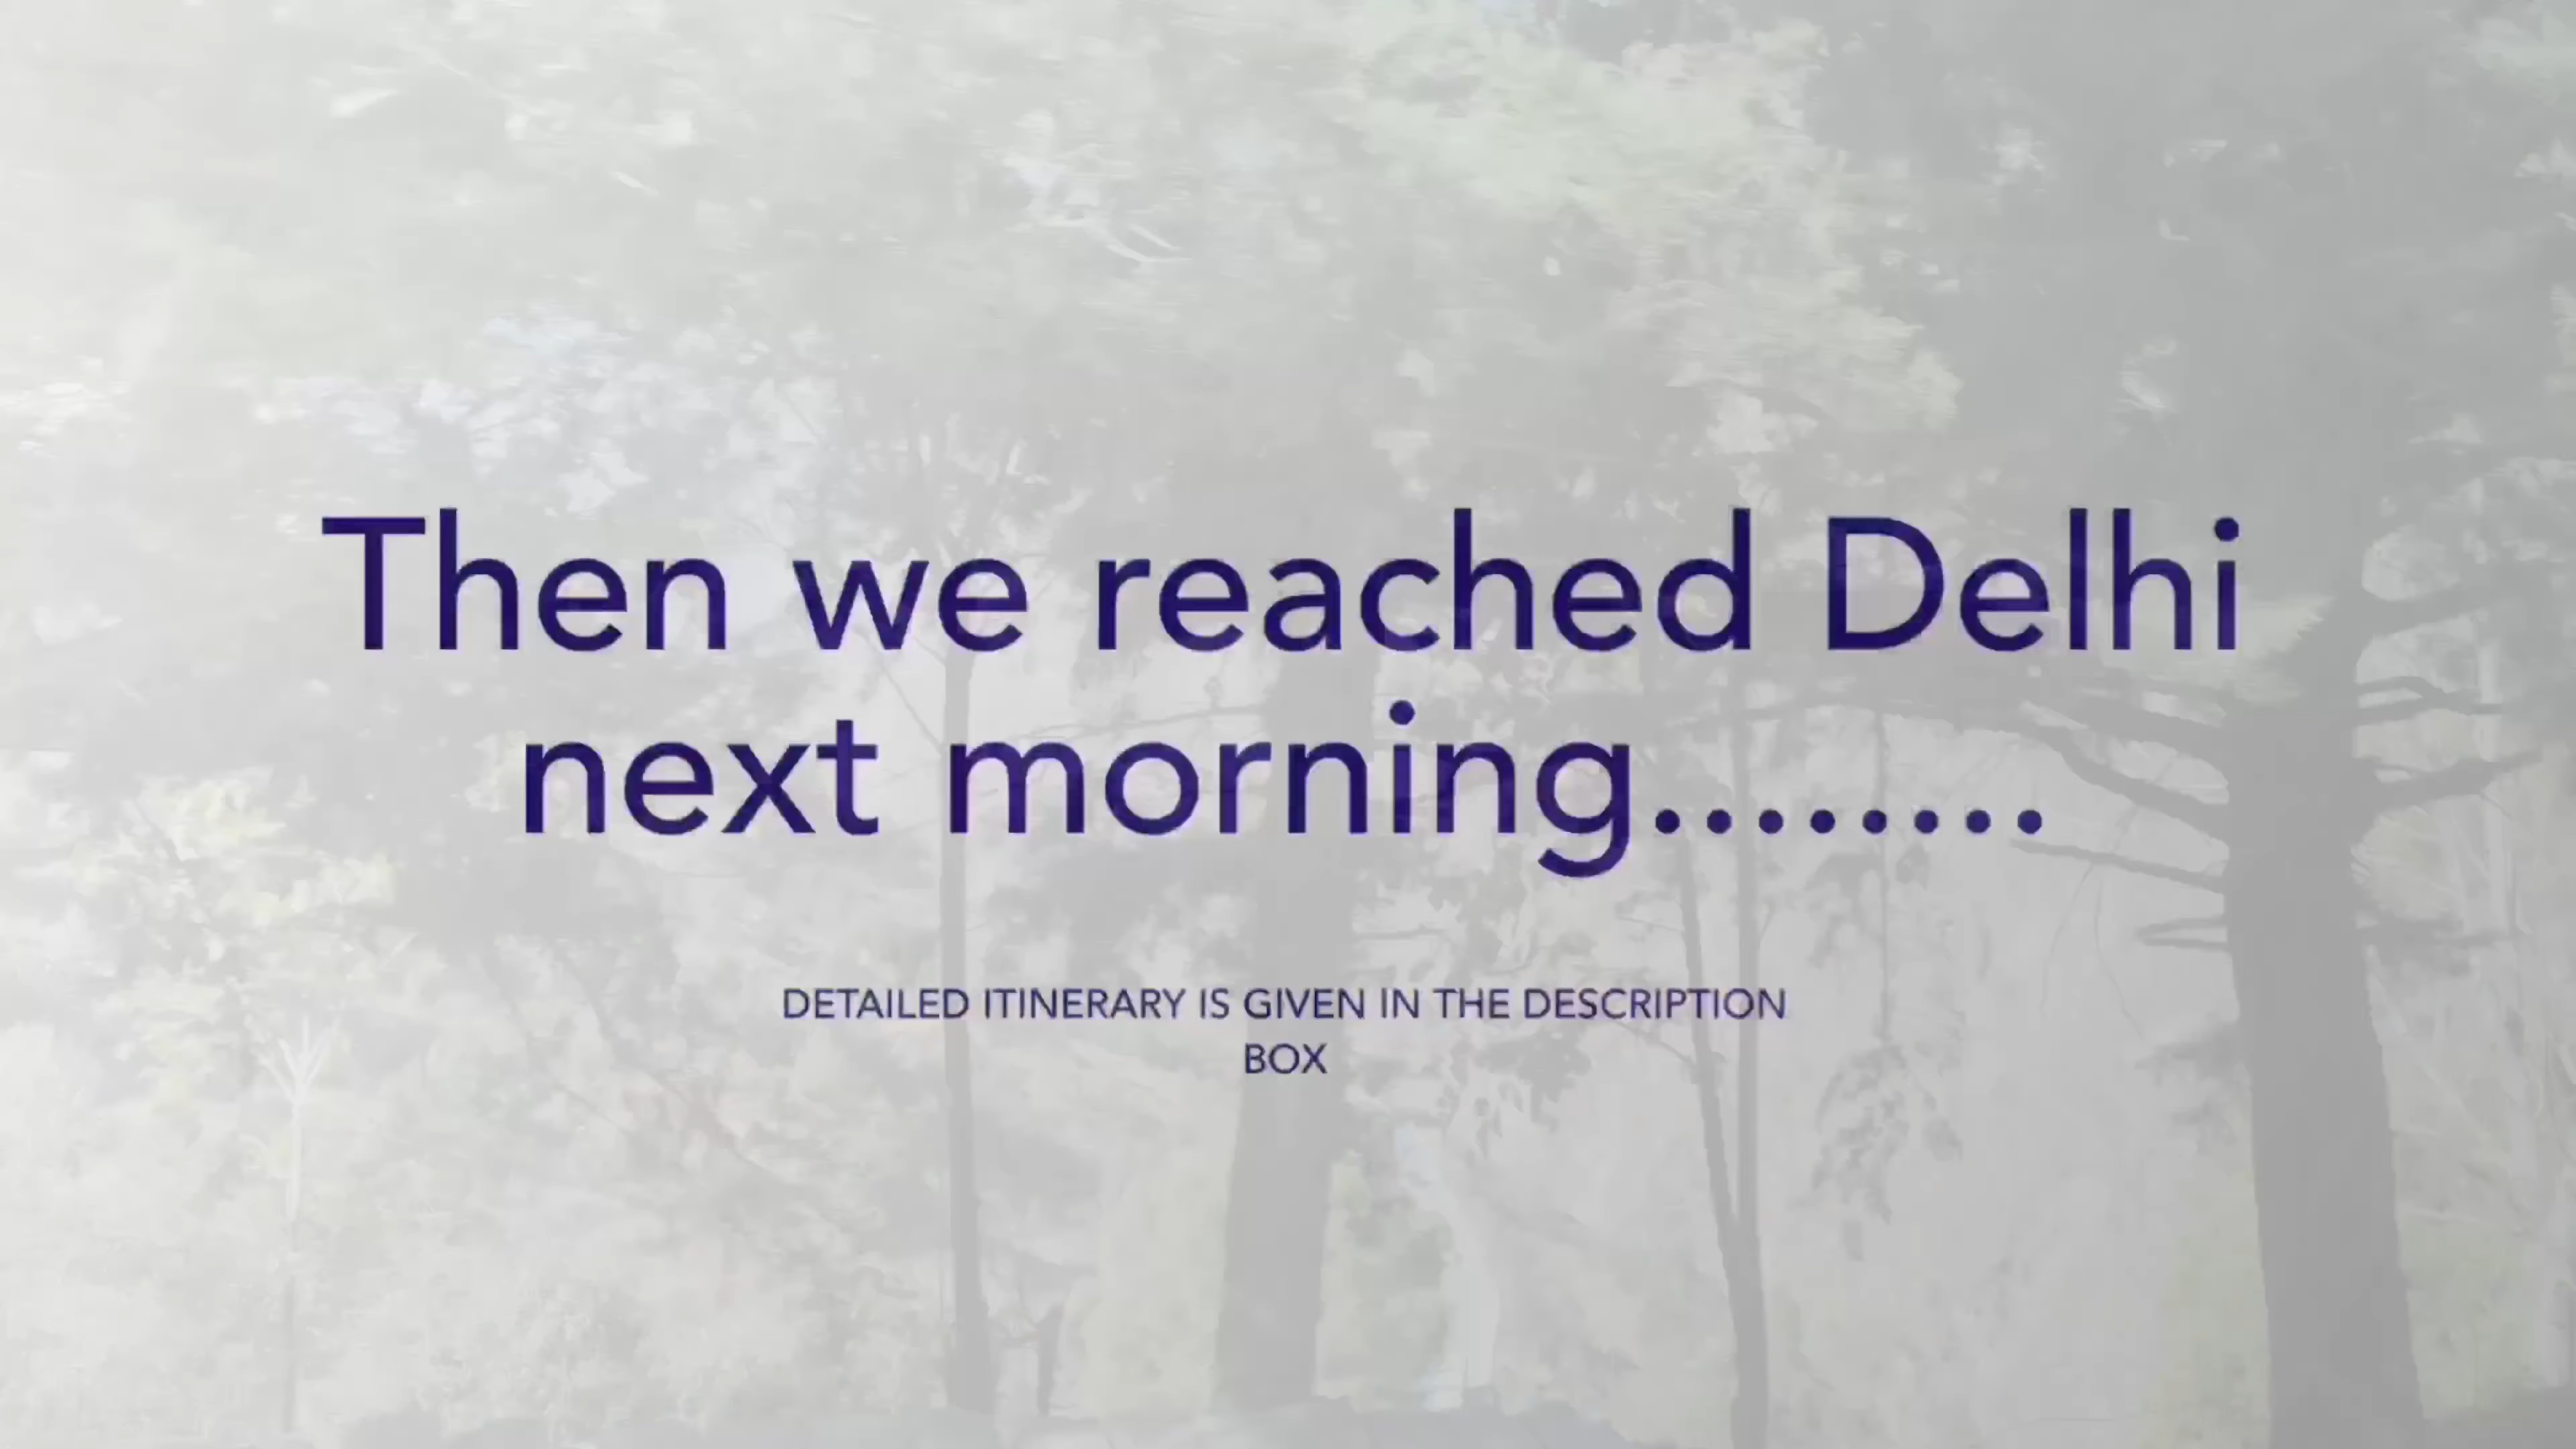 Then we reached Delhi
next morning........
DETAILED ITINERARY IS GIVEN IN THE DESCRIPTION
BOX